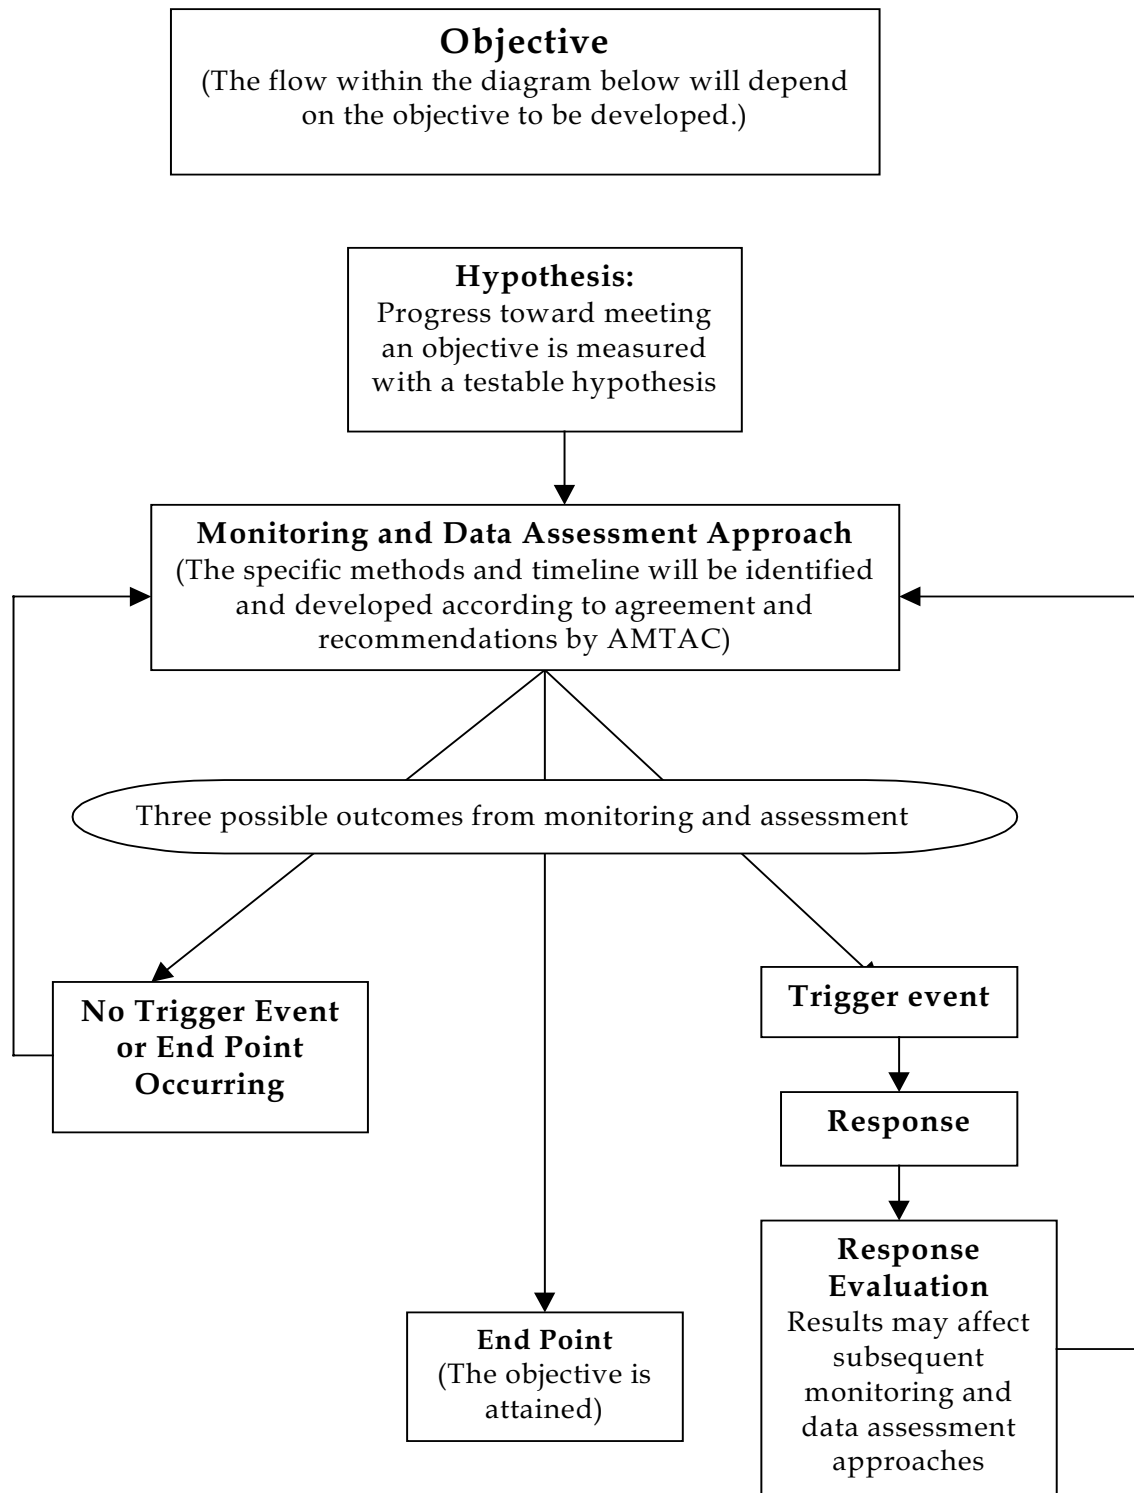 Objective
(The flow within the diagram below will depend
on the objective to be developed.)
Hypothesis:
Progress toward meeting
an objective is measured
with a testable hypothesis
Monitoring and Data Assessment Approach
(The specific methods and timeline will be identified
and developed according to agreement and
recommendations by AMTAC)
Three possible outcomes from monitoring and assessment
No Trigger Event
or End Point
Occurring
Trigger event
Response
Response
Evaluation
Results may affect
subsequent
monitoring and
data assessment
approaches
End Point
(The objective is
attained)